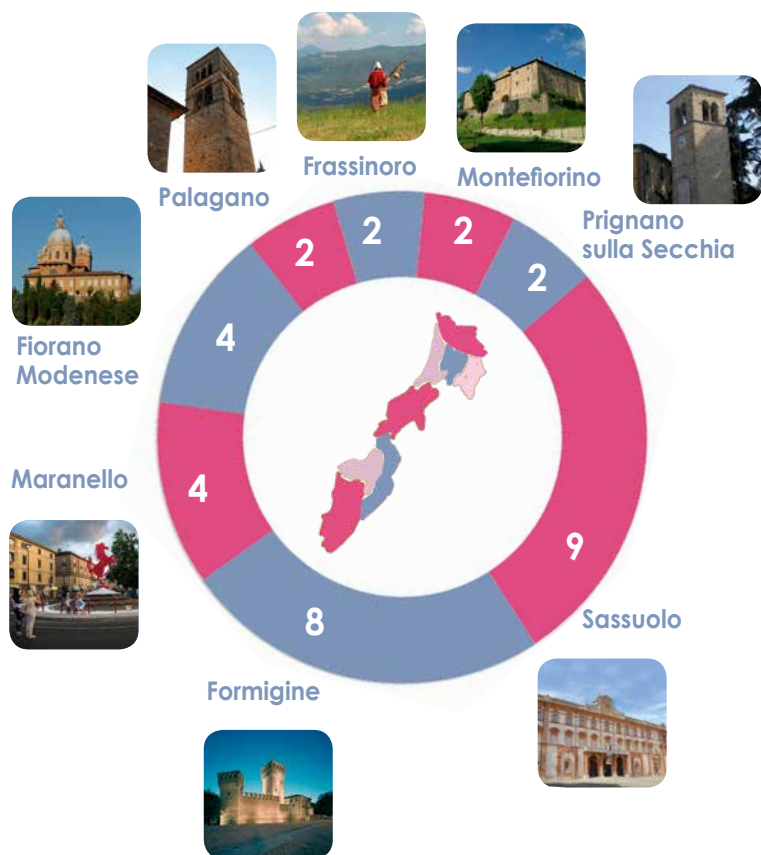 Frassinoro
Montefiorino
Palagano
Prignano
sulla Secchia
2
2
2
2
4
Fiorano
Modenese
Maranello
4
9
Sassuolo
8
Formigine